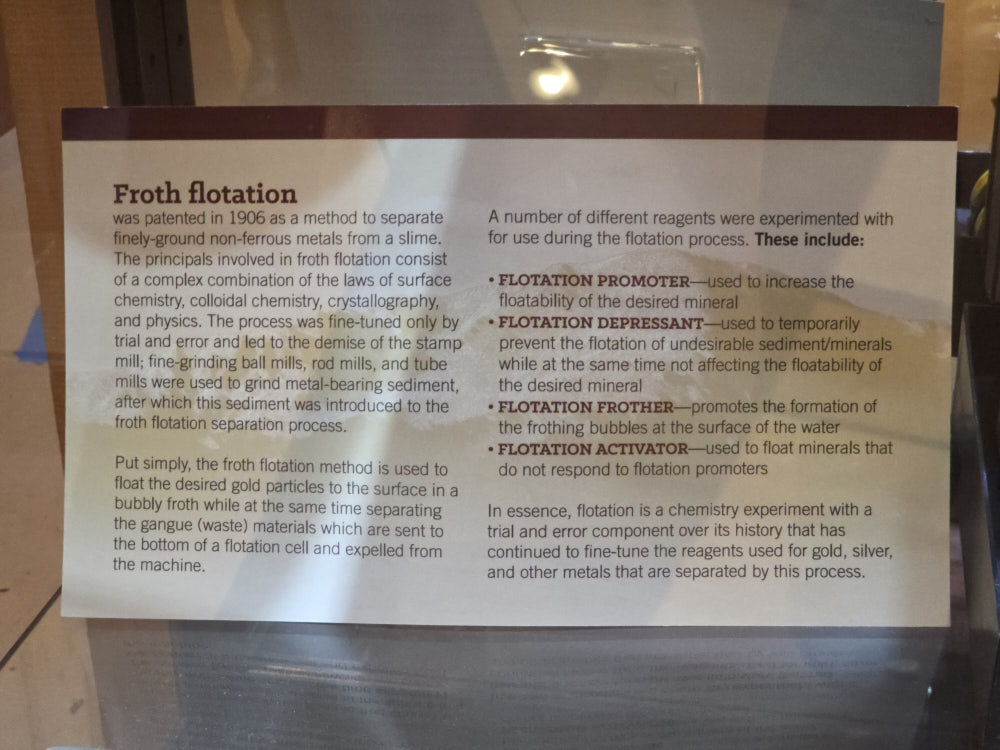 Froth flotation
was patented in 1906 as a method to separate
finely-ground non-ferrous metals from a slime.
The principals involved in froth flotation consist
of a complex combination of the laws of surface
chemistry, colloidal chemistry, crystallography,
and physics. The process was fine-tuned only by
trial and error and led to the demise of the stamp
mill; fine-grinding ball mills, rod mills, and tube
mills were used to grind metal-bearing sediment,
after which this sediment was introduced to the
froth flotation separation process.
Put simply, the froth flotation method is used to
float the desired gold particles to the surface in a
bubbly froth while at the same time separating
the gangue (waste) materials which are sent to
the bottom of a flotation cell and expelled from
the machine.
A number of different reagents were experimented with
for use during the flotation process. These include:
• FLOTATION PROMOTER—used to increase the
floatability of the desired mineral
• FLOTATION DEPRESSANT—used to temporarily
prevent the flotation of undesirable sediment/minerals
while at the same time not affecting the floatability of
the desired mineral
• FLOTATION FROTHER—promotes the formation of
the frothing bubbles at the surface of the water
• FLOTATION ACTIVATOR—used to float minerals that
do not respond to flotation promoters
In essence, flotation is a chemistry experiment with a
trial and error component over its history that has
continued to fine-tune the reagents used for gold, silver,
and other metals that are separated by this process.